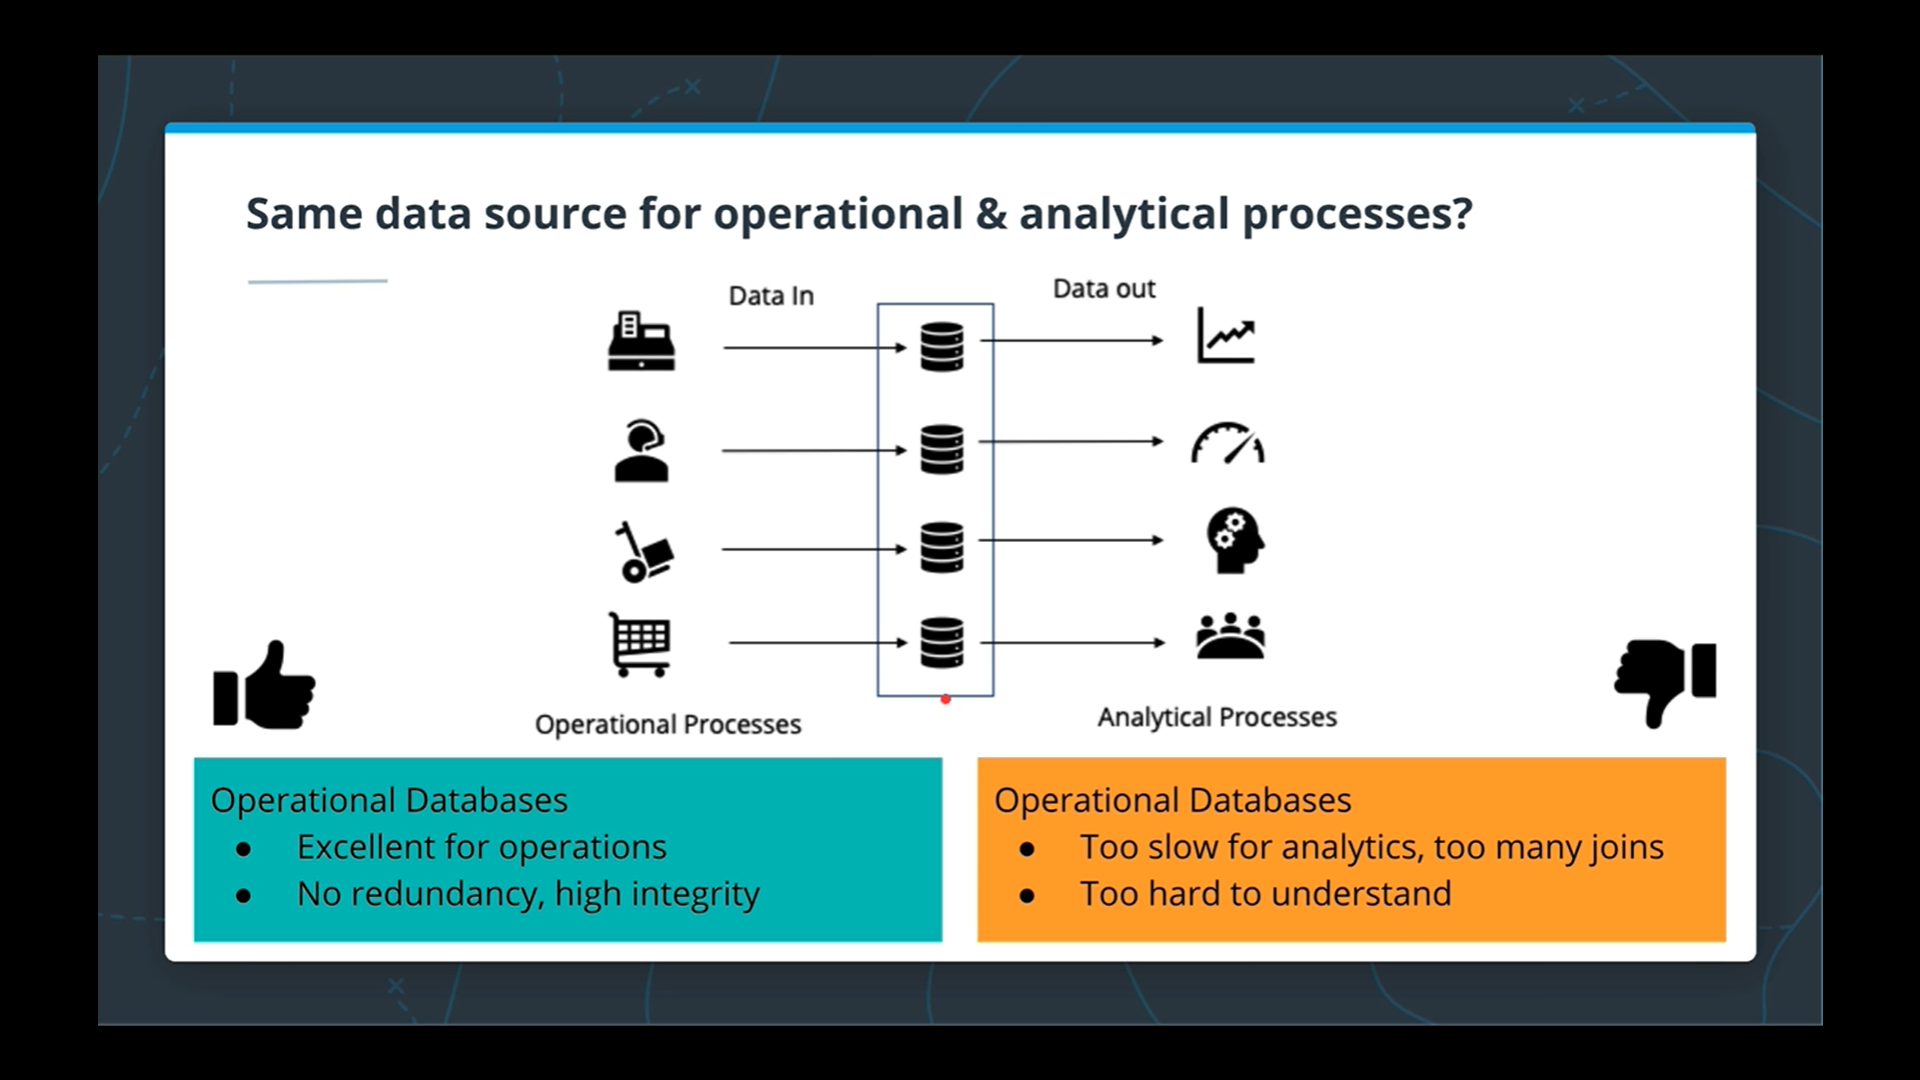 Same data source for operational & analytical processes?
Data In
Data out
Operational Processes
Analytical Processes
Operational Databases
● Excellent for operations
● No redundancy, high integrity
Operational Databases
● Too slow for analytics, too many joins
● Too hard to understand